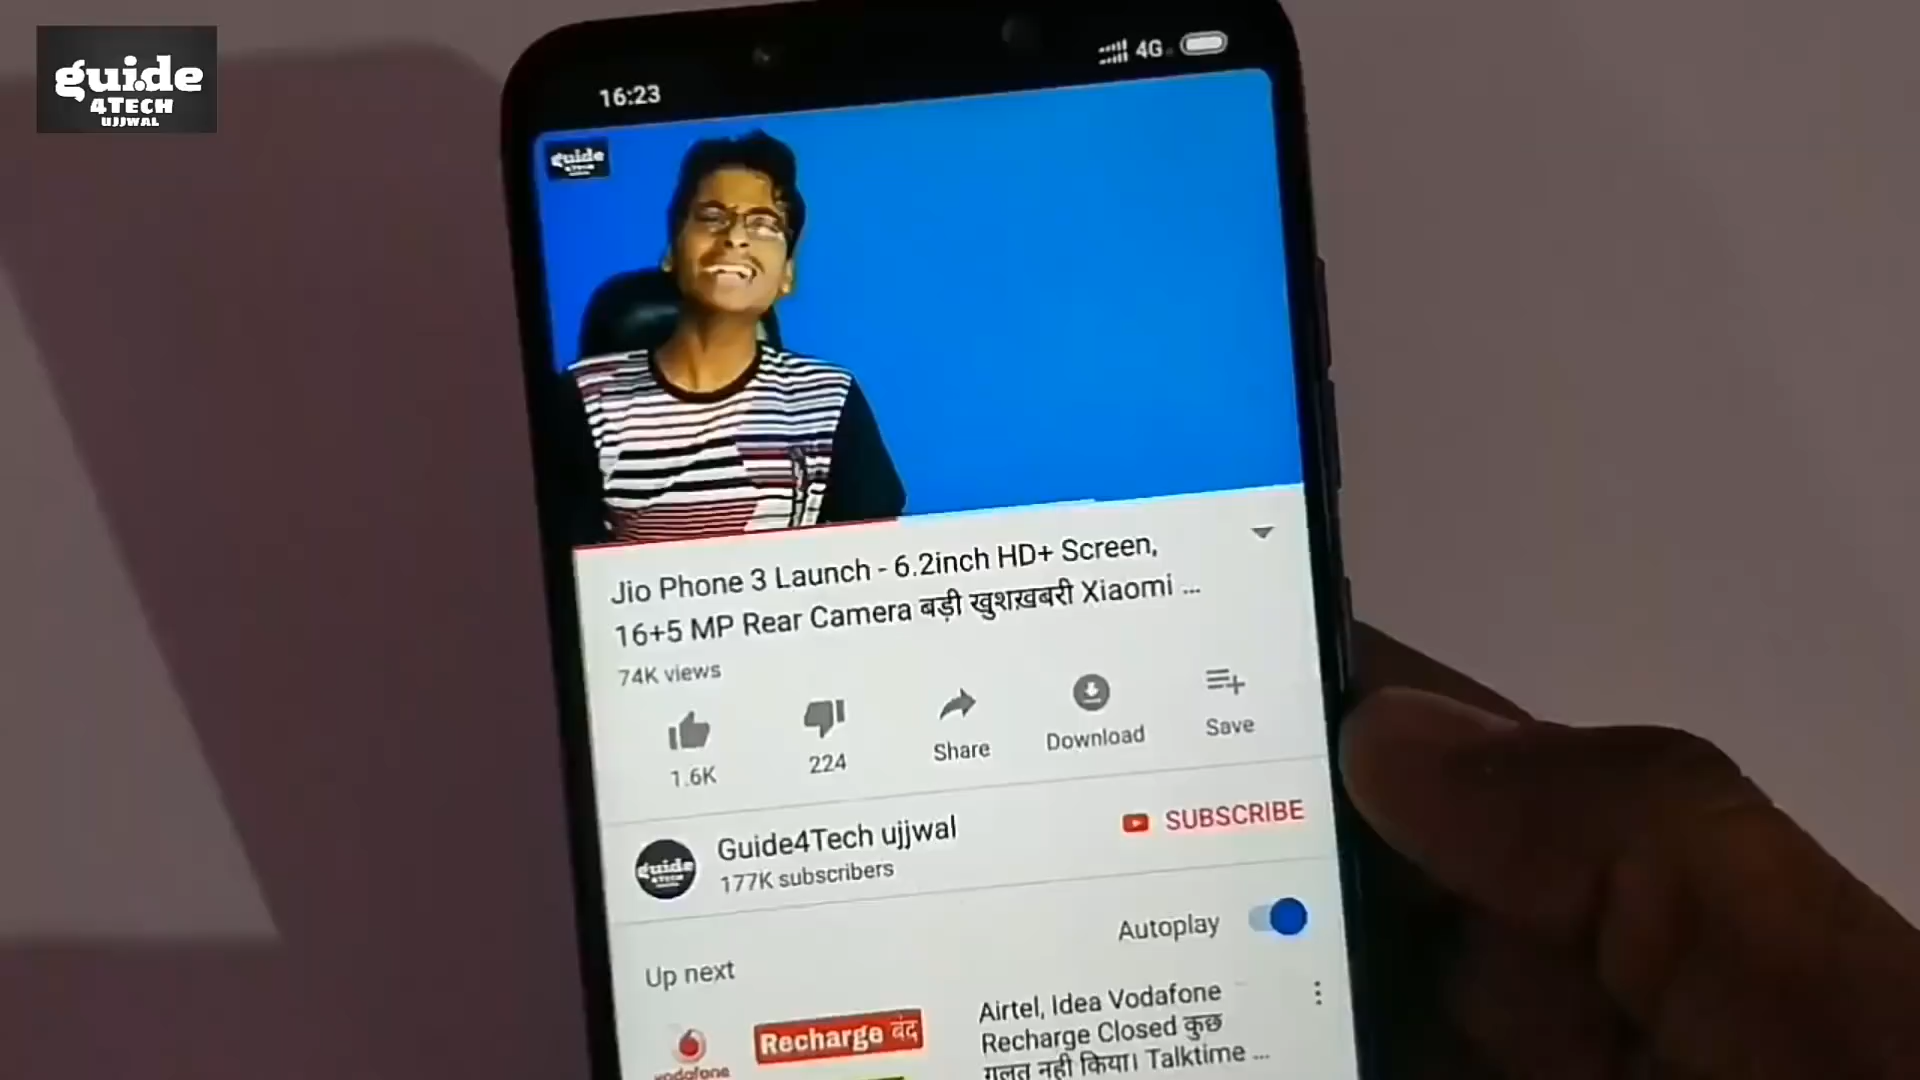 guide
4TECH
UJJWAL
16:23
4G
guide
Jio Phone 3 Launch - 6.2inch HD+ Screen,
16+5 MP Rear Camera बड़ी खुशख़बरी Xiaomi ...
74K views
1.6K
224
Share
Download
Save
guide
Guide4Tech ujjwal
177K subscribers
SUBSCRIBE
Autoplay
Up next
vodafone
Recharge बंद
Airtel, Idea Vodafone
Recharge Closed कुछ
गलत नही किया। Talktime ...